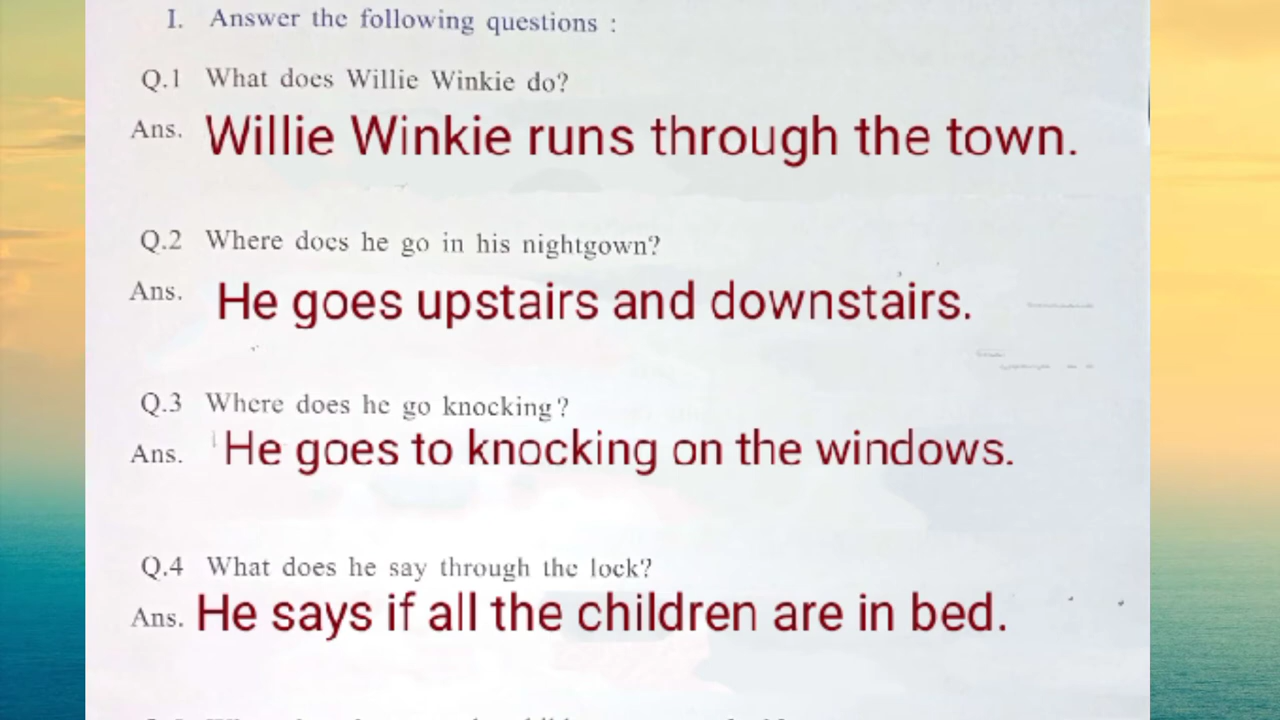 I. Answer the following questions :
Q.1 What does Willie Winkie do?
Ans. Willie Winkie runs through the town.
Q.2 Where does he go in his nightgown?
Ans. He goes upstairs and downstairs.
Q.3 Where does he go knocking?
Ans. He goes to knocking on the windows.
Q.4 What does he say through the lock?
Ans. He says if all the children are in bed.